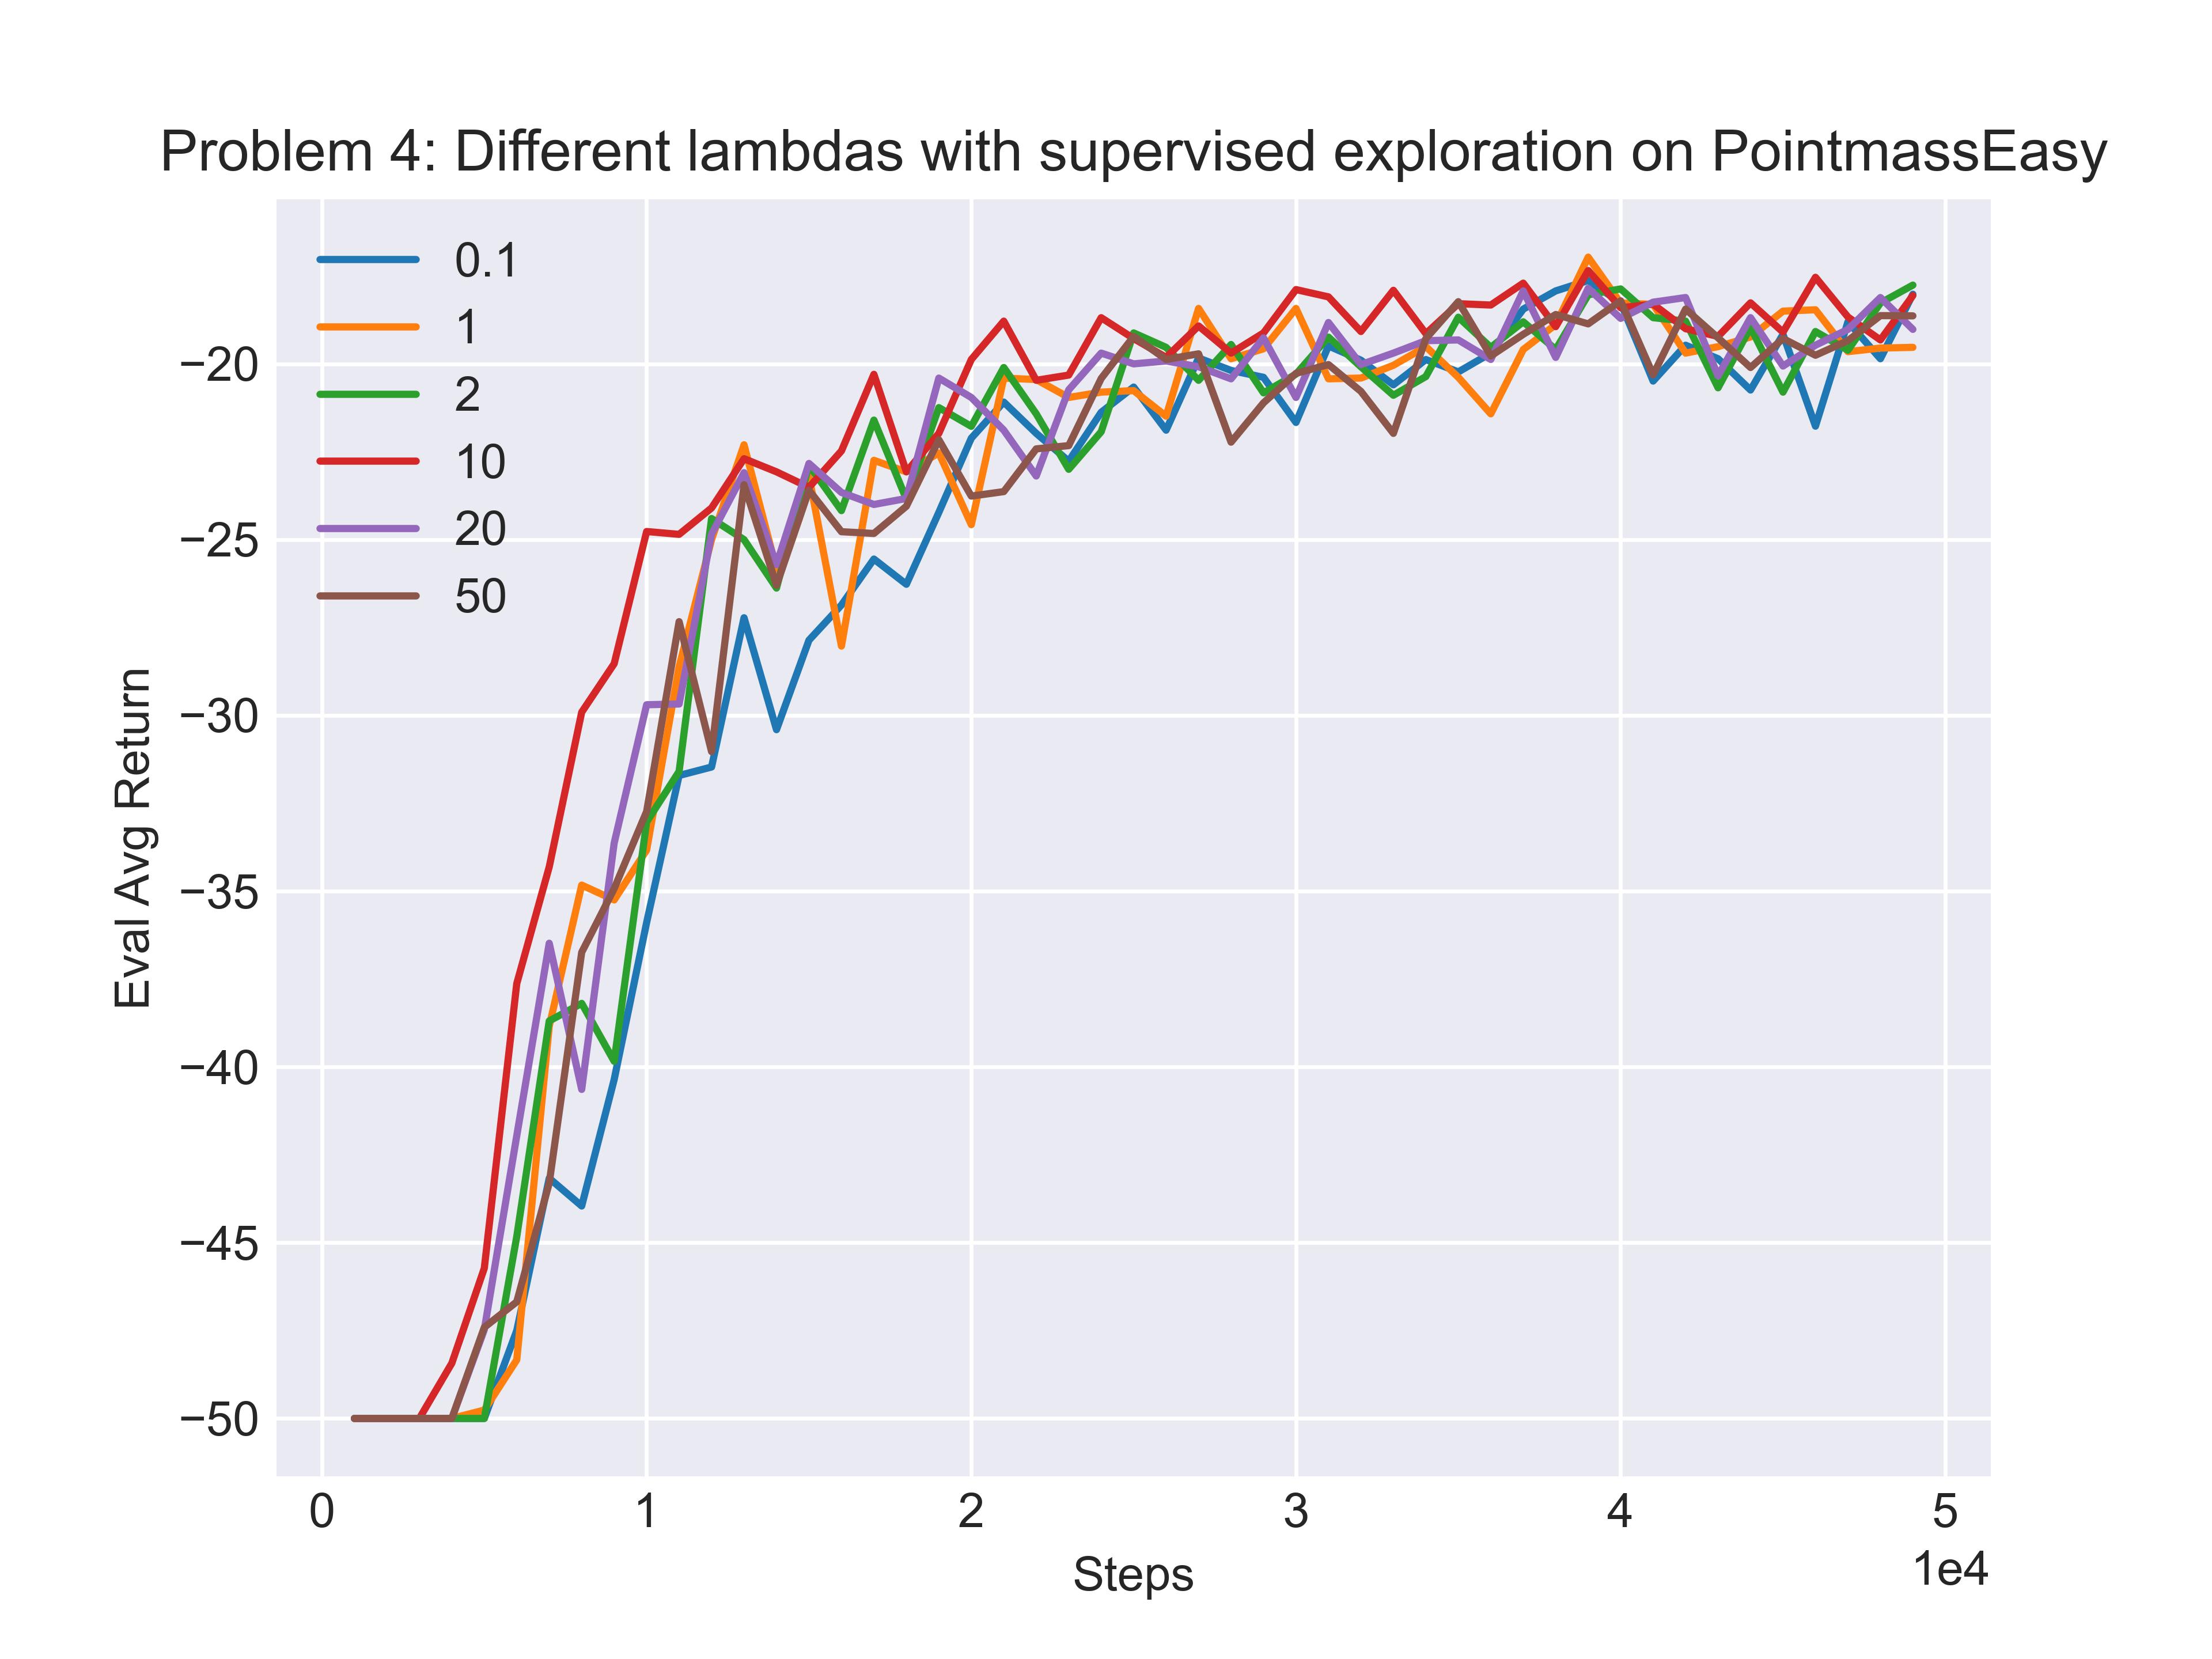 Problem 4: Different lambdas with supervised exploration on PointmassEasy
0.1
1
2
10
20
50
−20
−25
−30
−35
−40
−45
−50
Eval Avg Return
0 1 2 3 4 5
Steps
1e4